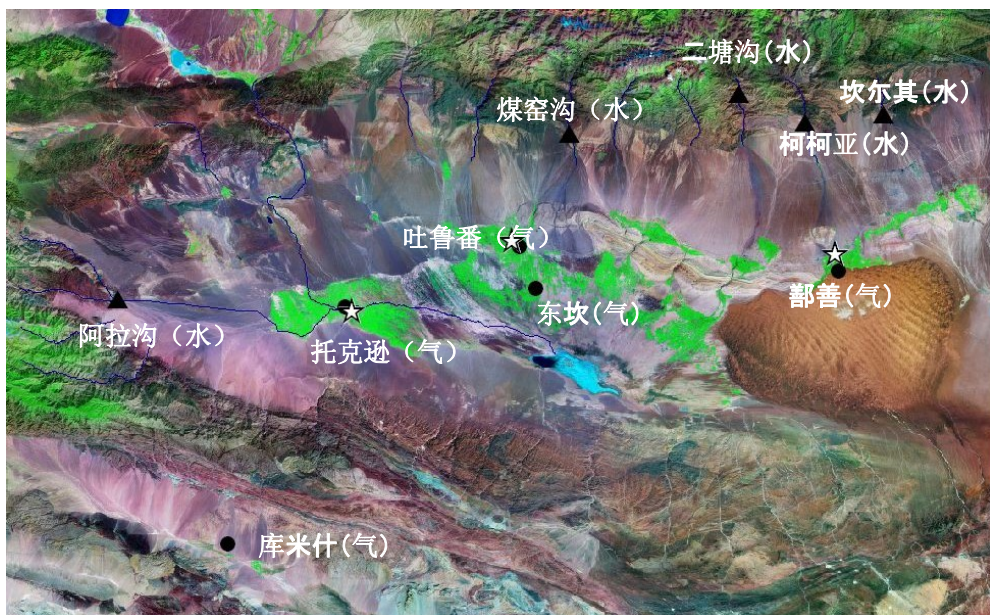 二塘沟(水)
坎尔其(水)
煤窑沟（水）
柯柯亚(水)
吐鲁番（气）
鄯善(气)
东坎(气)
阿拉沟（水）
托克逊（气）
库米什(气)